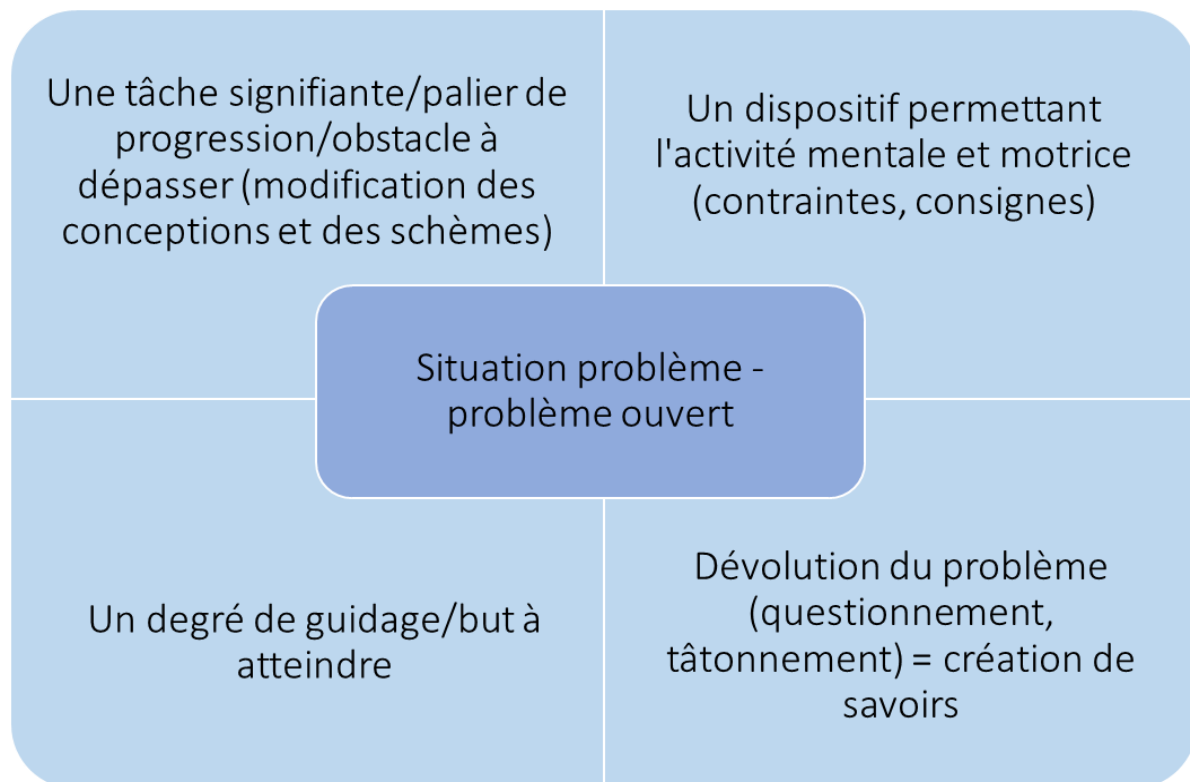 Une tâche signifiante/palier de
progression/obstacle à
dépasser (modification des
conceptions et des schèmes)
Un dispositif permettant
l'activité mentale et motrice
(contraintes, consignes)
Situation problème -
problème ouvert
Un degré de guidage/but à
atteindre
Dévolution du problème
(questionnement,
tâtonnement) = création de
savoirs